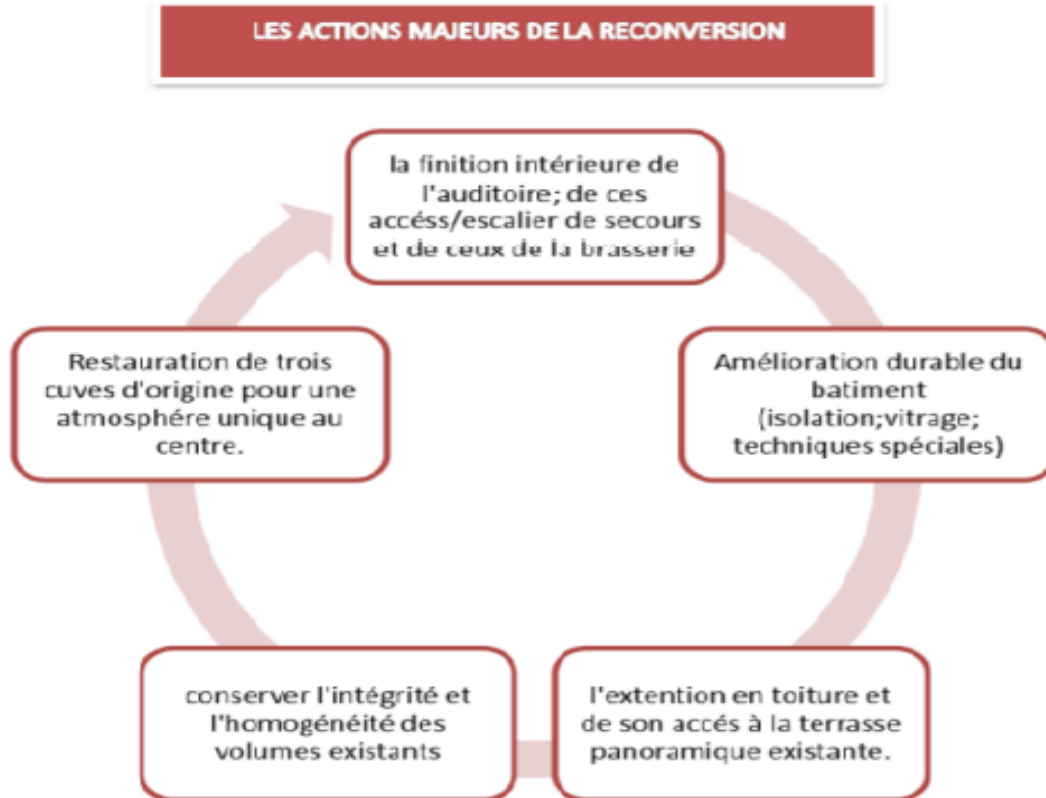 LES ACTIONS MAJEURS DE LA RECONVERSION
la finition intérieure de
l'auditoire; de ces
accéss/escalier de secours
et de ceux de la brasserie
Amélioration durable du
batiment
(isolation;vitrage;
techniques spéciales)
l'extention en toiture et
de son accés à la terrasse
panoramique existante.
conserver l'intégrité et
l'homogénéité des
volumes existants
Restauration de trois
cuves d'origine pour une
atmosphére unique au
centre.